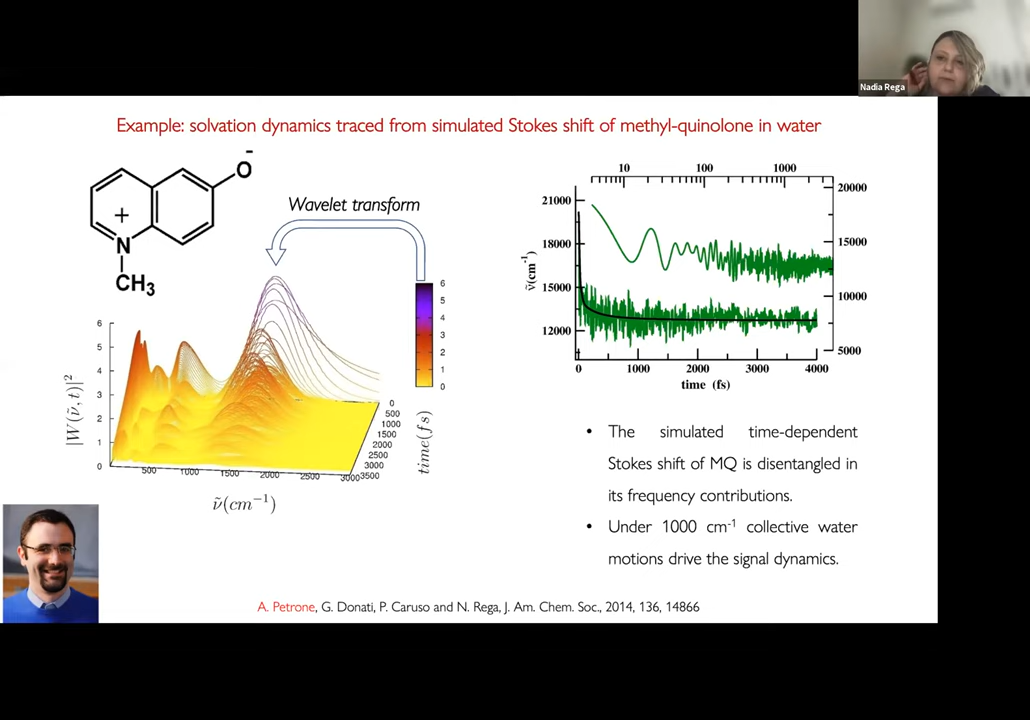 Nadia Rega
Example: solvation dynamics traced from simulated Stokes shift of methyl-quinolone in water
-
O
+
N
CH3
Wavelet transform
6
5
4
3
2
1
0
|W(ν̃, t)|²
6
5
4
3
2
1
0
500
1000
1500
2000
2500
3000
ν̃(cm⁻¹)
0
500
1000
1500
2000
2500
3000
3500
time(fs)
10 100 1000
21000
18000
15000
12000
ν̃(cm⁻¹)
20000
15000
10000
5000
0 1000 2000 3000 4000
time (fs)
• The simulated time-dependent
Stokes shift of MQ is disentangled in
its frequency contributions.
• Under 1000 cm⁻¹ collective water
motions drive the signal dynamics.
A. Petrone, G. Donati, P. Caruso and N. Rega, J. Am. Chem. Soc., 2014, 136, 14866